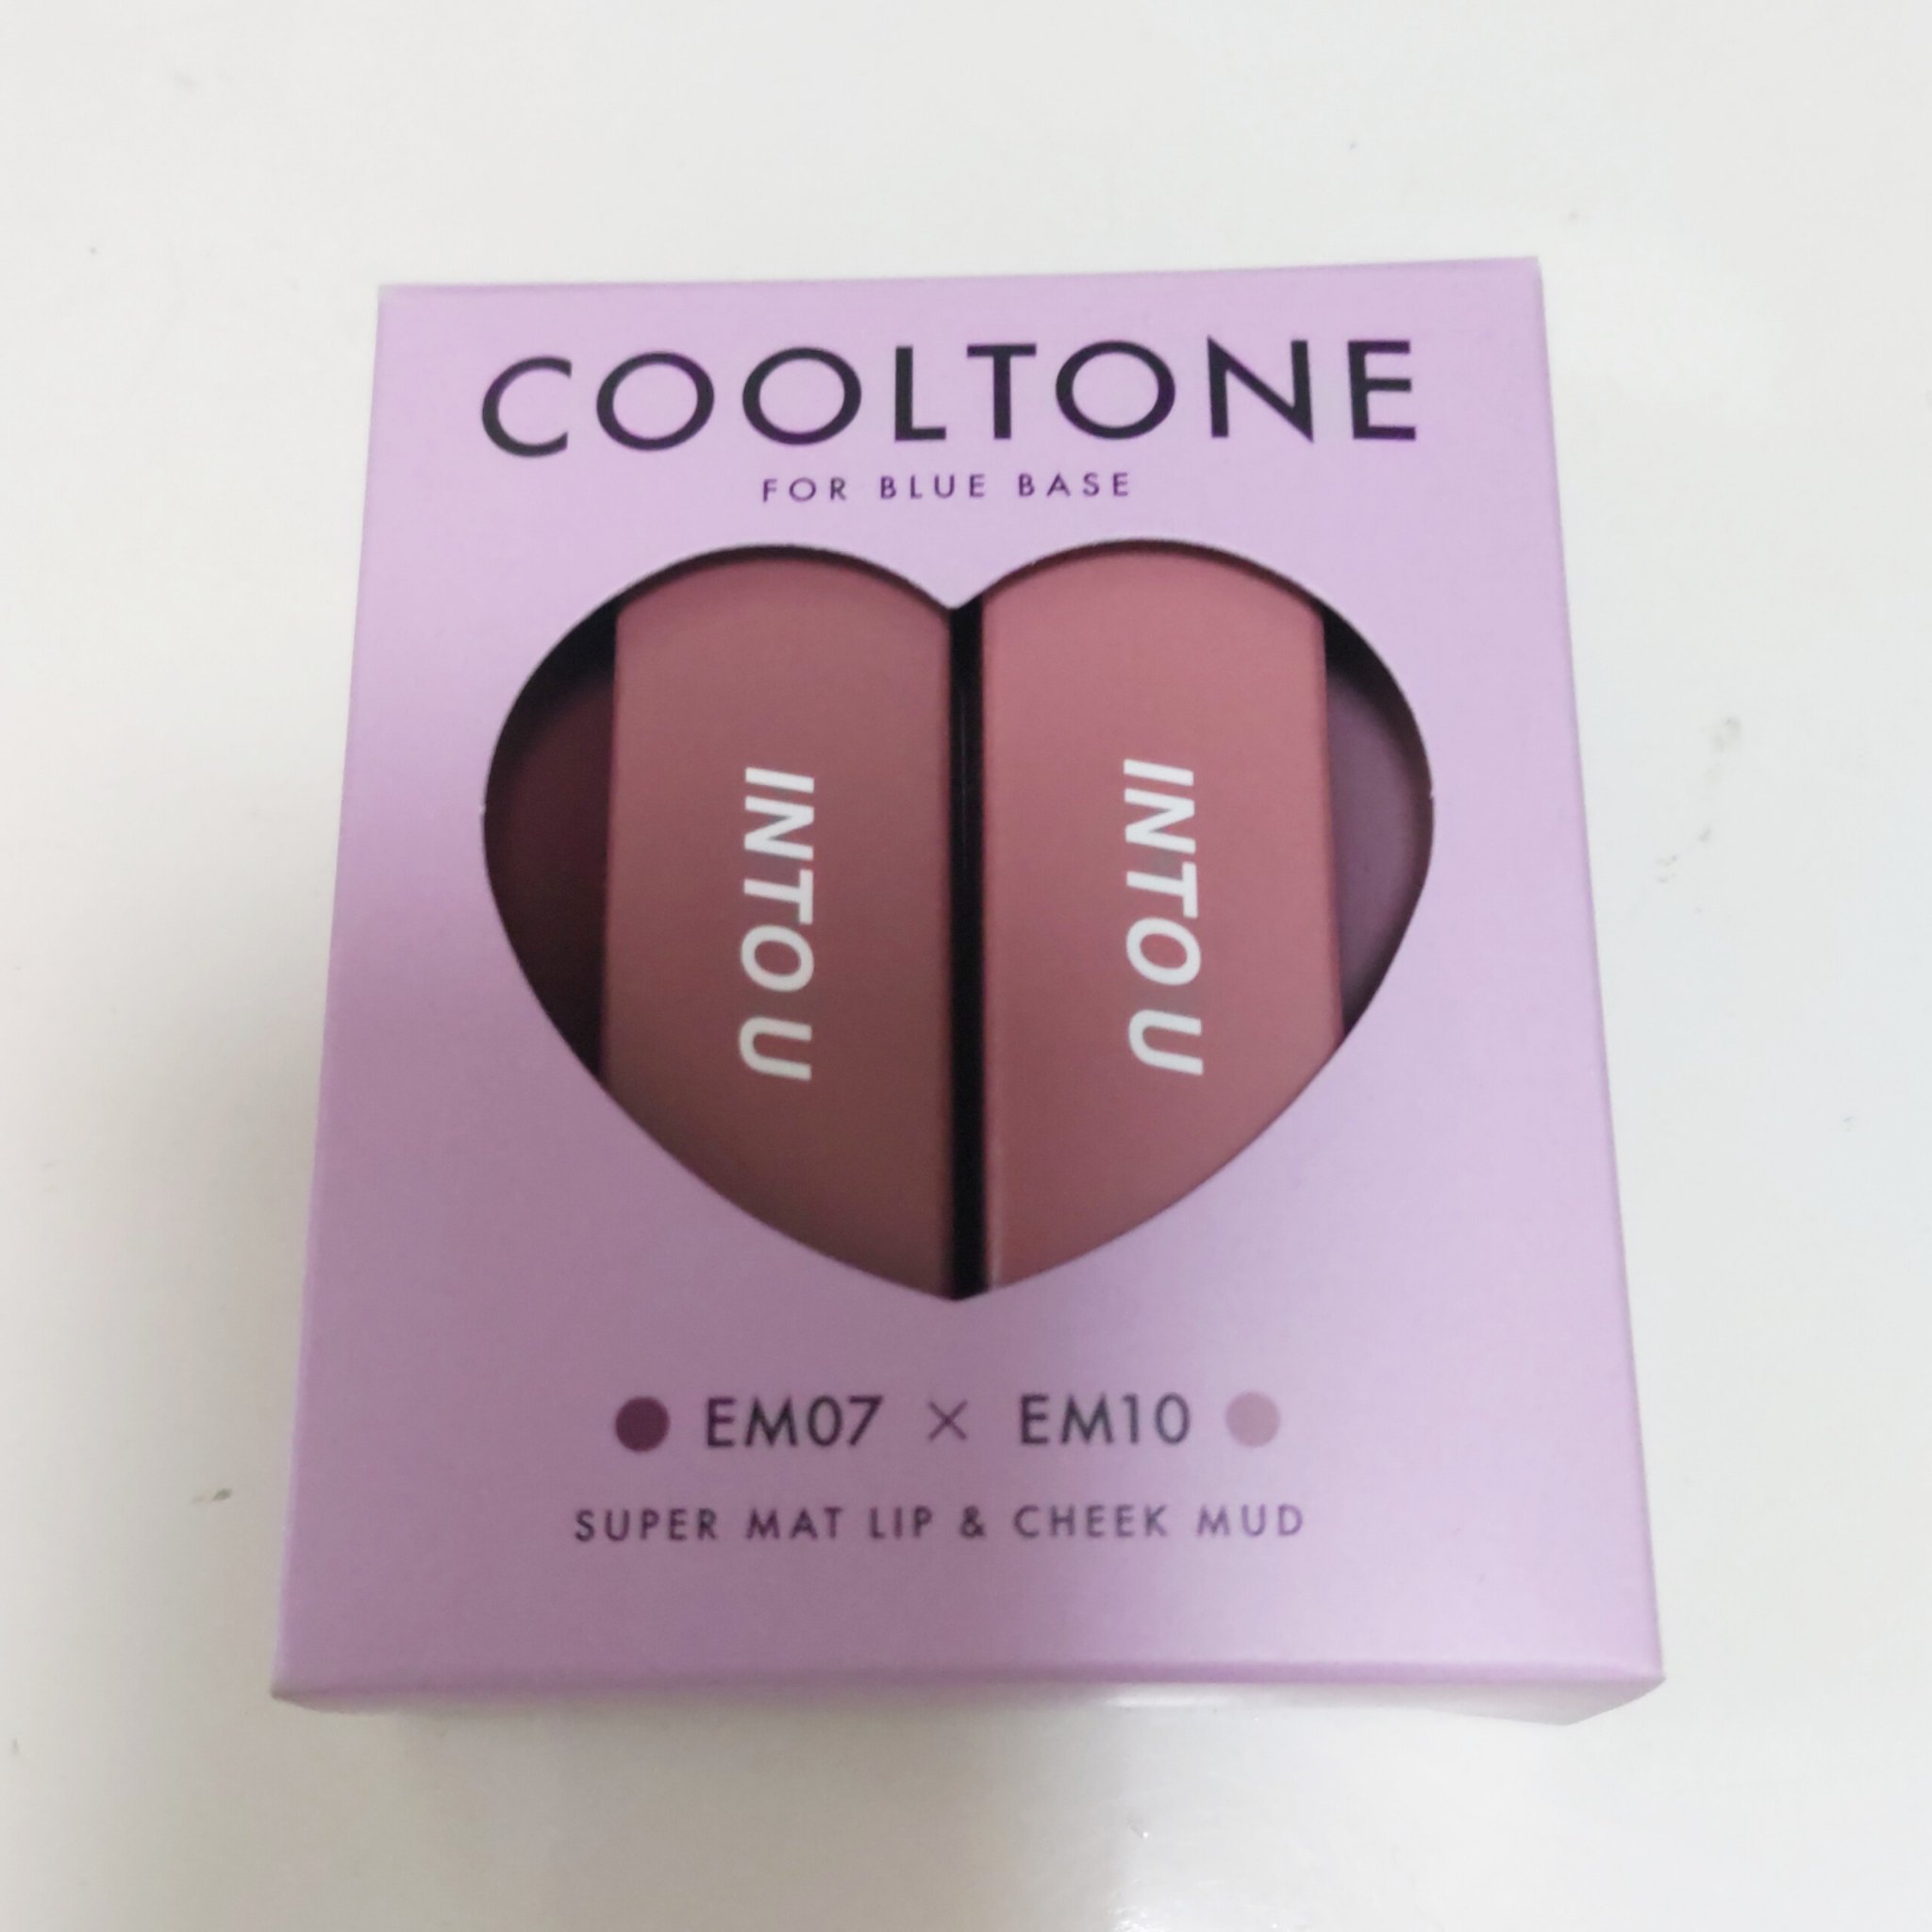 COOLTONE
FOR BLUE BASE
INTO U
INTO U
EM07 × EM10
SUPER MAT LIP & CHEEK MUD